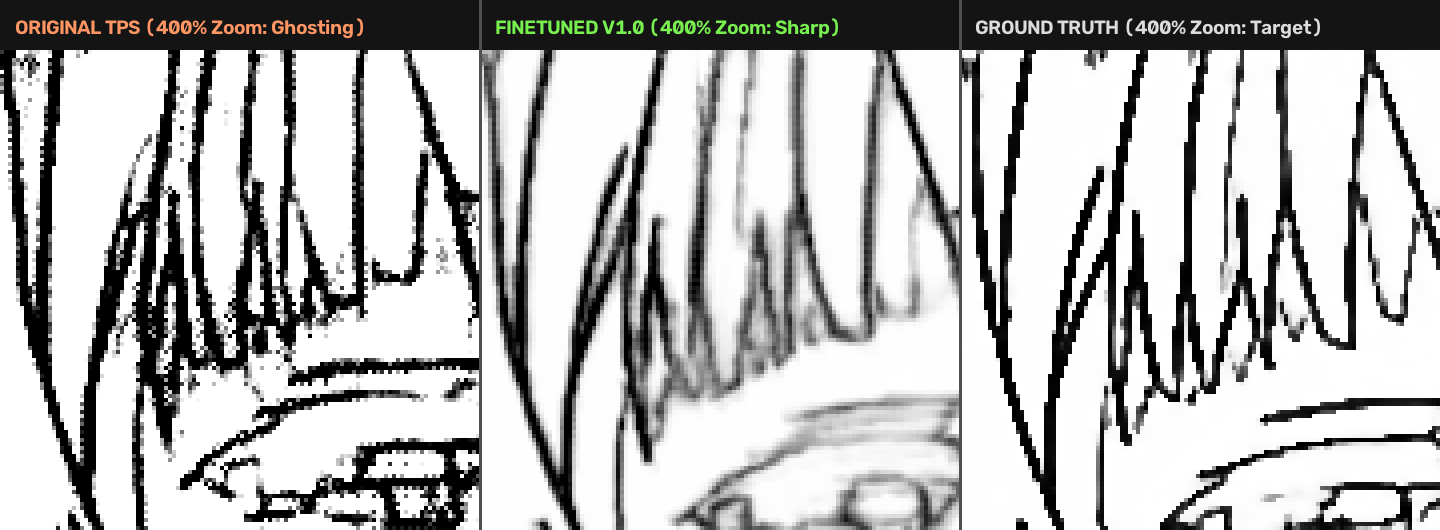 ORIGINAL TPS (400% Zoom: Ghosting)
FINETUNED V1.0 (400% Zoom: Sharp)
GROUND TRUTH (400% Zoom: Target)